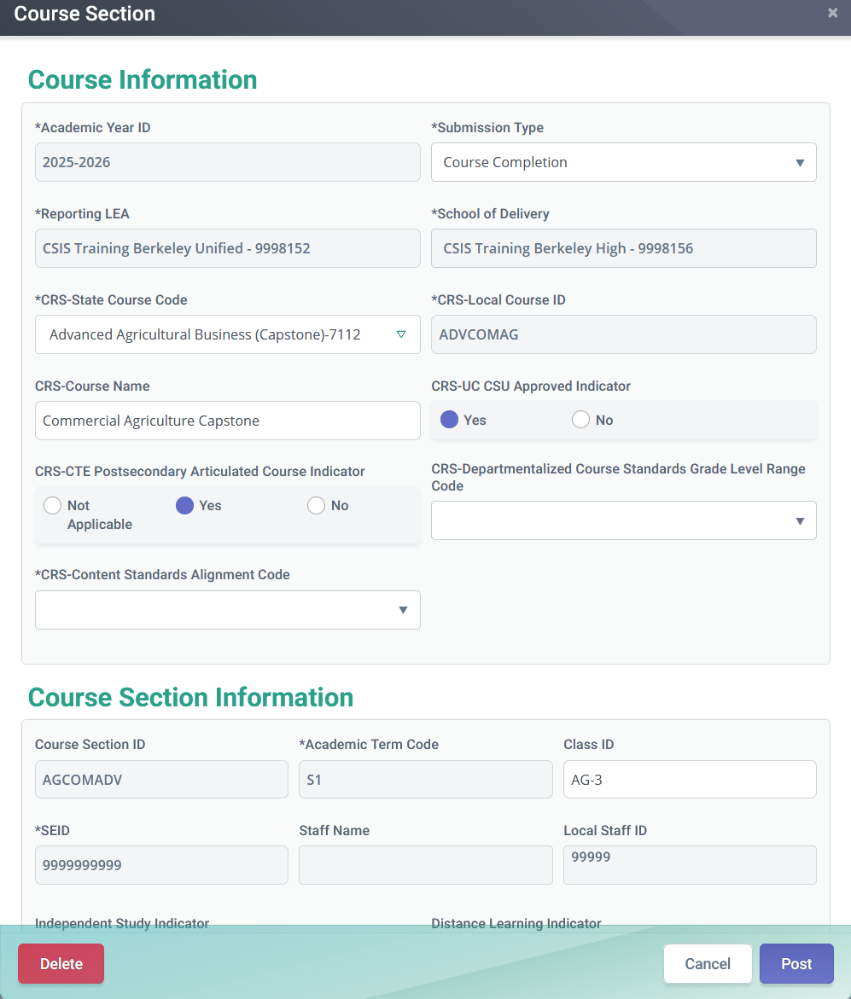 Course Section
×
Course Information
*Academic Year ID
2025-2026
*Submission Type
Course Completion
*Reporting LEA
CSIS Training Berkeley Unified - 9998152
*School of Delivery
CSIS Training Berkeley High - 9998156
*CRS-State Course Code
Advanced Agricultural Business (Capstone)-7112
*CRS-Local Course ID
ADVCOMAG
CRS-Course Name
Commercial Agriculture Capstone
CRS-UC CSU Approved Indicator
Yes
No
CRS-CTE Postsecondary Articulated Course Indicator
Not
Applicable
Yes
No
CRS-Departmentalized Course Standards Grade Level Range
Code
*CRS-Content Standards Alignment Code
Course Section Information
Course Section ID
AGCOMADV
*Academic Term Code
S1
Class ID
AG-3
*SEID
9999999999
Staff Name
Local Staff ID
99999
Independent Study Indicator
Distance Learning Indicator
Delete
Cancel
Post